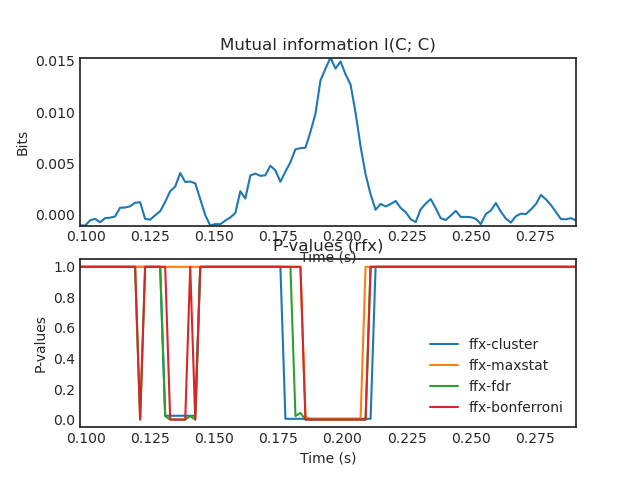 Mutual information I(C; C)
0.015
0.010
0.005
0.000
Bits
0.100 0.125 0.150 0.175 0.200 0.225 0.250 0.275
Time (s)
P-values (rfx)
1.0
0.8
0.6
0.4
0.2
0.0
P-values
ffx-cluster
ffx-maxstat
ffx-fdr
ffx-bonferroni
0.100 0.125 0.150 0.175 0.200 0.225 0.250 0.275
Time (s)